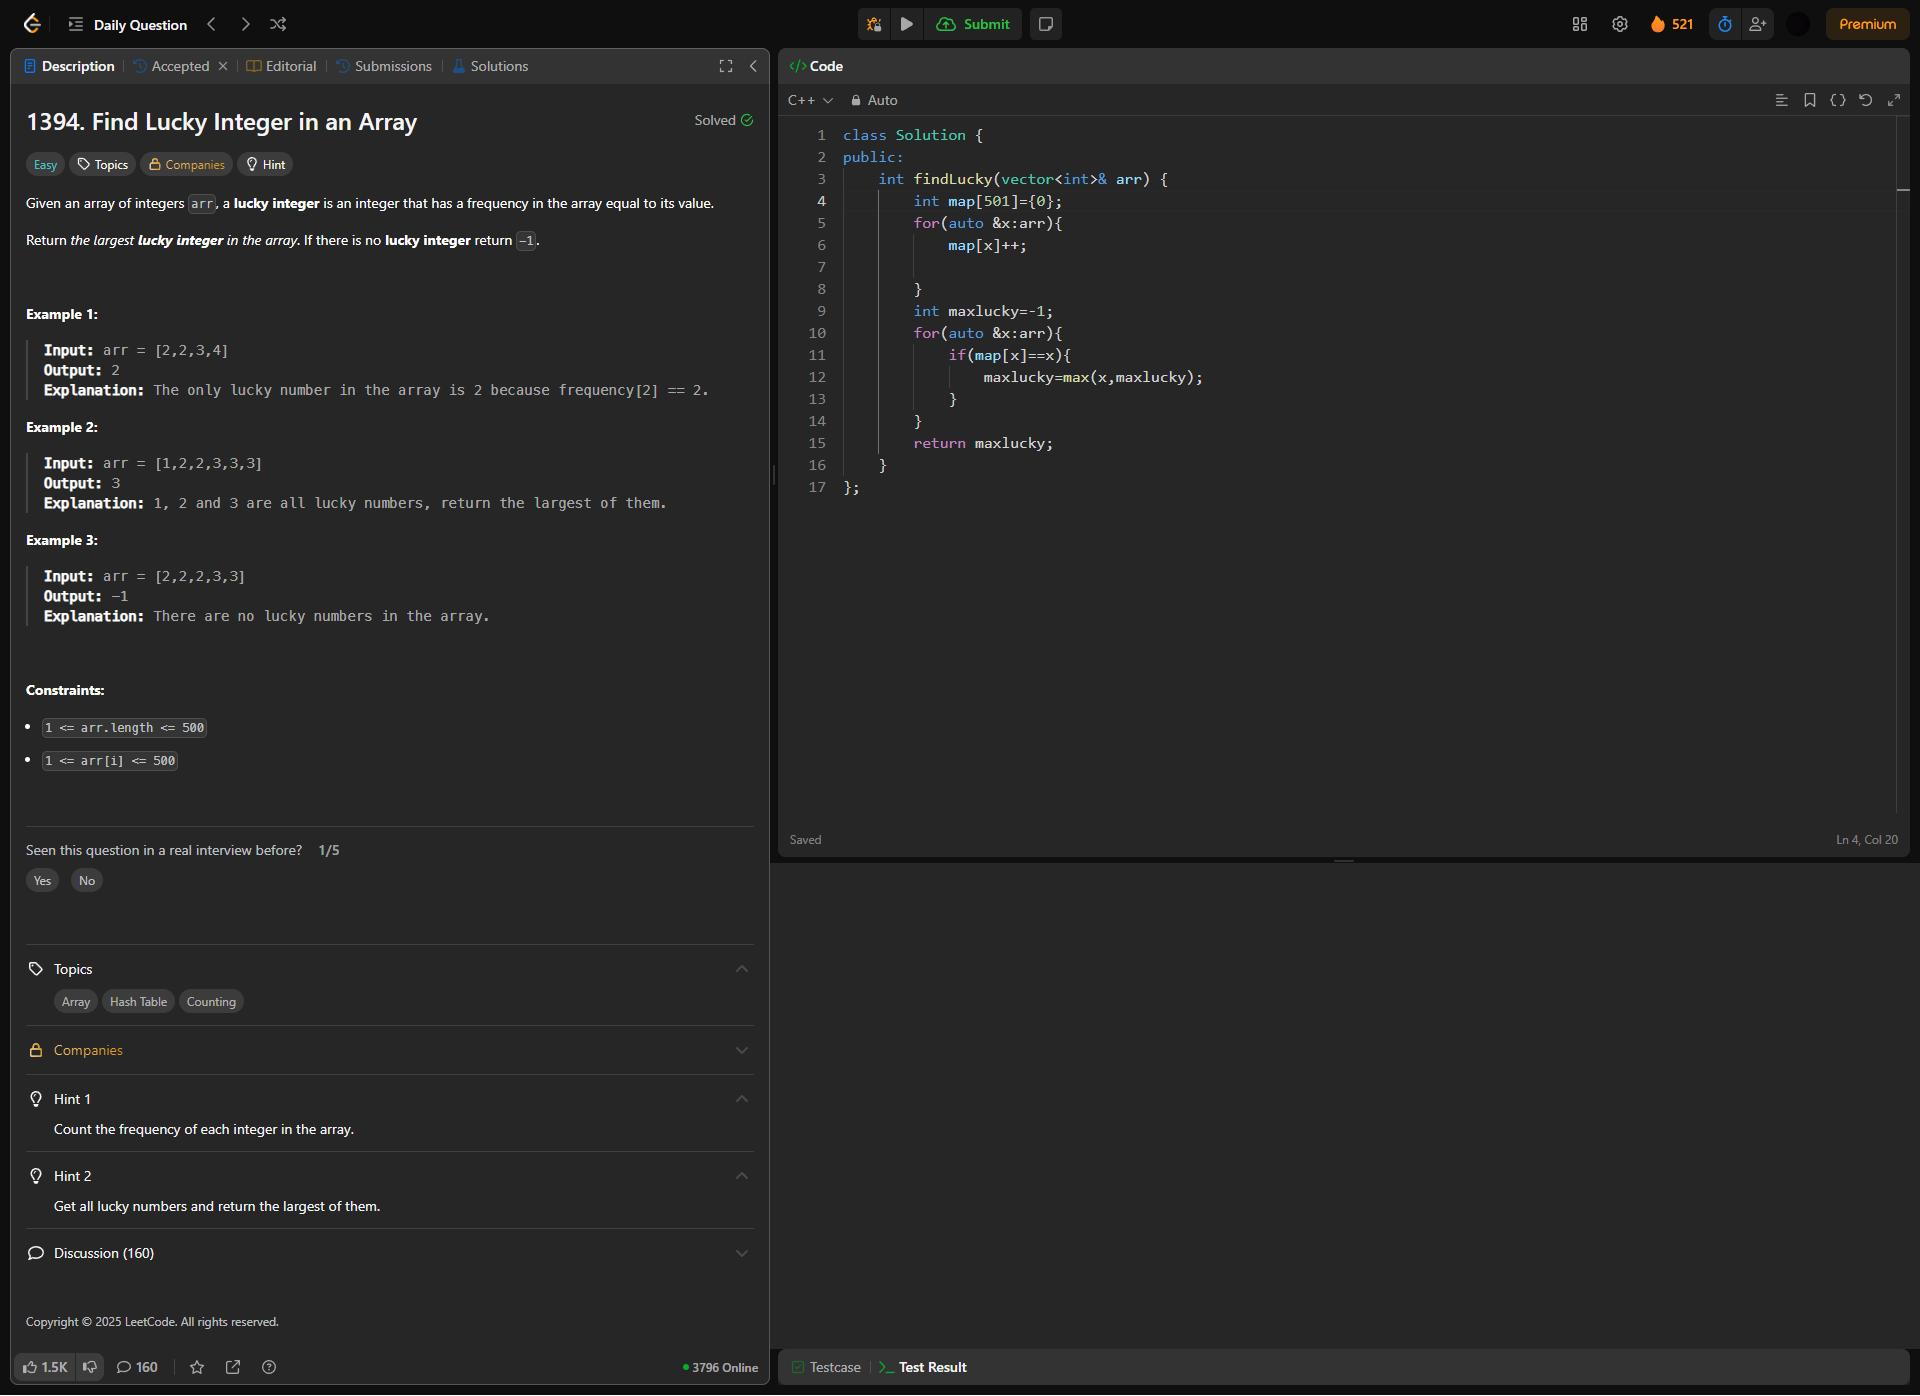 Daily Question
Submit
521
Premium
Description
Accepted
Editorial
Submissions
Solutions
1394. Find Lucky Integer in an Array
Solved
Easy
Topics
Companies
Hint
Given an array of integers arr, a lucky integer is an integer that has a frequency in the array equal to its value.
Return the largest lucky integer in the array. If there is no lucky integer return -1.
Example 1:
Input: arr = [2,2,3,4]
Output: 2
Explanation: The only lucky number in the array is 2 because frequency[2] == 2.
Example 2:
Input: arr = [1,2,2,3,3,3]
Output: 3
Explanation: 1, 2 and 3 are all lucky numbers, return the largest of them.
Example 3:
Input: arr = [2,2,2,3,3]
Output: -1
Explanation: There are no lucky numbers in the array.
Constraints:
• 1 <= arr.length <= 500
• 1 <= arr[i] <= 500
Seen this question in a real interview before? 1/5
Yes
No
Topics
Array
Hash Table
Counting
Companies
Hint 1
Count the frequency of each integer in the array.
Hint 2
Get all lucky numbers and return the largest of them.
Discussion (160)
Copyright © 2025 LeetCode. All rights reserved.
1.5K
160
3796 Online
</> Code
C++
Auto
1 class Solution {
2 public:
3 int findLucky(vector<int>& arr) {
4 int map[501]={0};
5 for(auto &x:arr){
6 map[x]++;
7
8 }
9 int maxlucky=-1;
10 for(auto &x:arr){
11 if(map[x]==x){
12 maxlucky=max(x,maxlucky);
13 }
14 }
15 return maxlucky;
16 }
17 };
Saved
Ln 4, Col 20
Testcase
Test Result